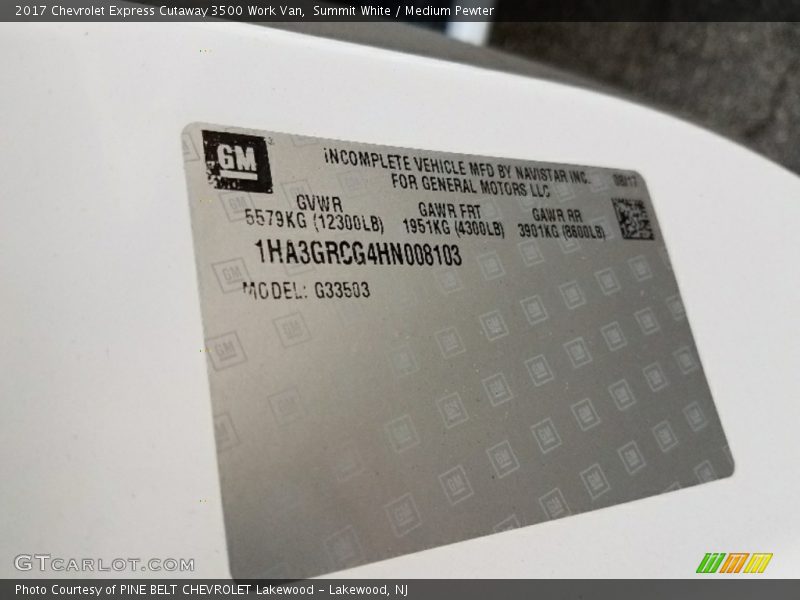 2017 Chevrolet Express Cutaway 3500 Work Van, Summit White / Medium Pewter
GM
INCOMPLETE VEHICLE MFD BY NAVISTAR INC. 08/17
FOR GENERAL MOTORS LLC
GVWR GAWR FRT GAWR RR
5579KG (12300LB) 1951KG (4300LB) 3901KG (8600LB)
1HA3GRCG4HN008103
MODEL: G33503
GTCARLOT.COM
Photo Courtesy of PINE BELT CHEVROLET Lakewood - Lakewood, NJ